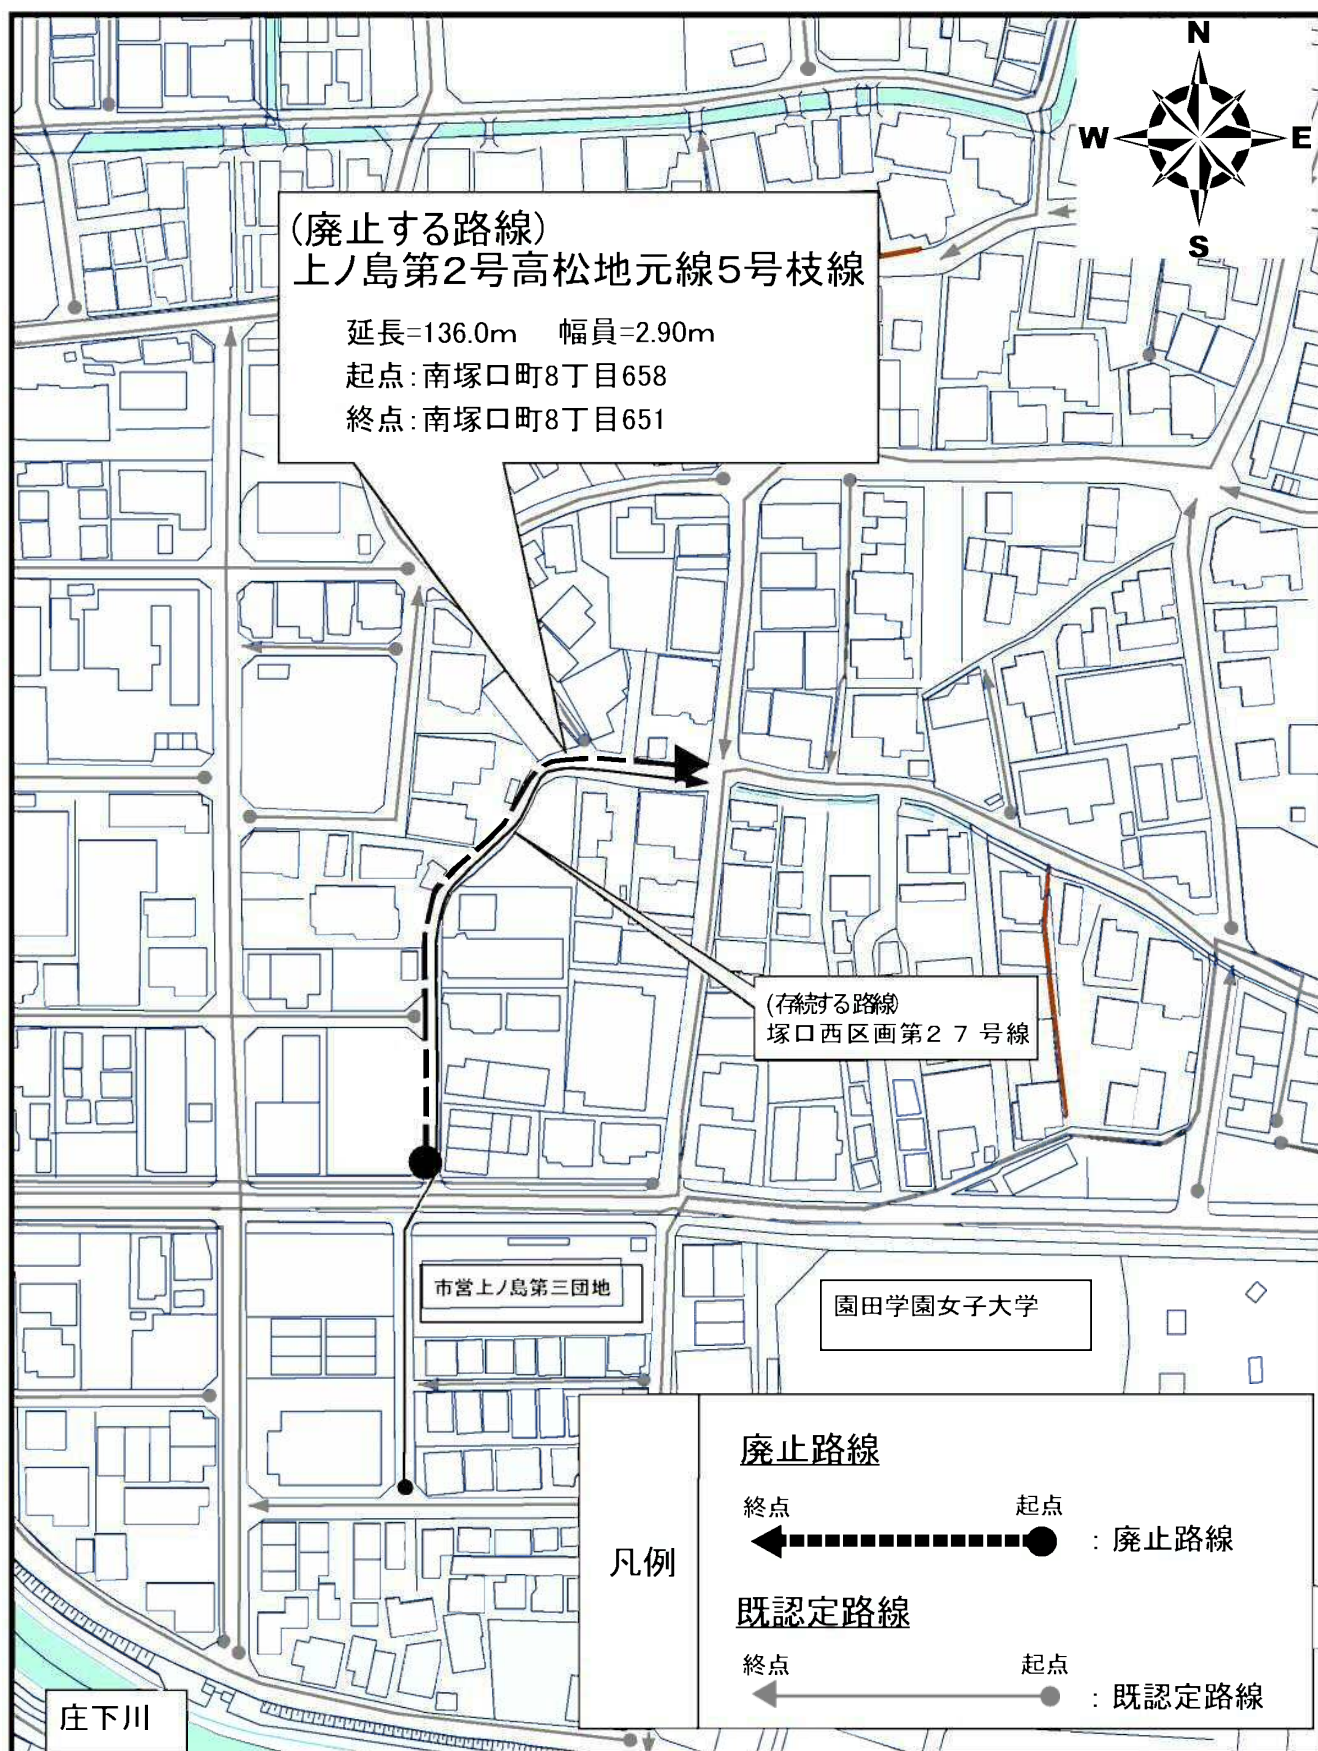 N
W
E
S
(廃止する路線)
上ノ島第2号高松地元線5号枝線
延長=136.0m 幅員=2.90m
起点:南塚口町8丁目658
終点:南塚口町8丁目651
(存続する路線)
塚口西区画第27号線
市営上ノ島第三団地
園田学園女子大学
凡例
廃止路線
終点 起点
:廃止路線
既認定路線
終点 起点
:既認定路線
庄下川